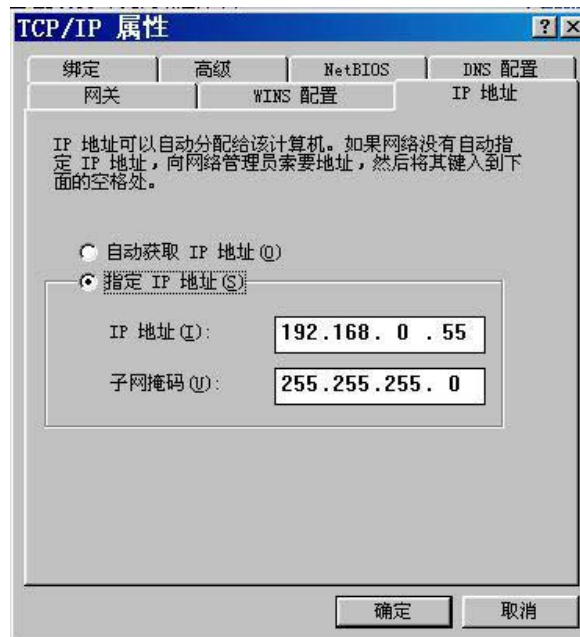 TCP/IP 属性
绑定 高级 NetBIOS DNS 配置
网关 WINS 配置 IP 地址
IP 地址可以自动分配给该计算机。如果网络没有自动指
定 IP 地址，向网络管理员索要地址，然后将其键入到下
面的空格处。
自动获取 IP 地址(O)
指定 IP 地址(S)
IP 地址(I): 192.168. 0 .55
子网掩码(U): 255.255.255. 0
确定 取消